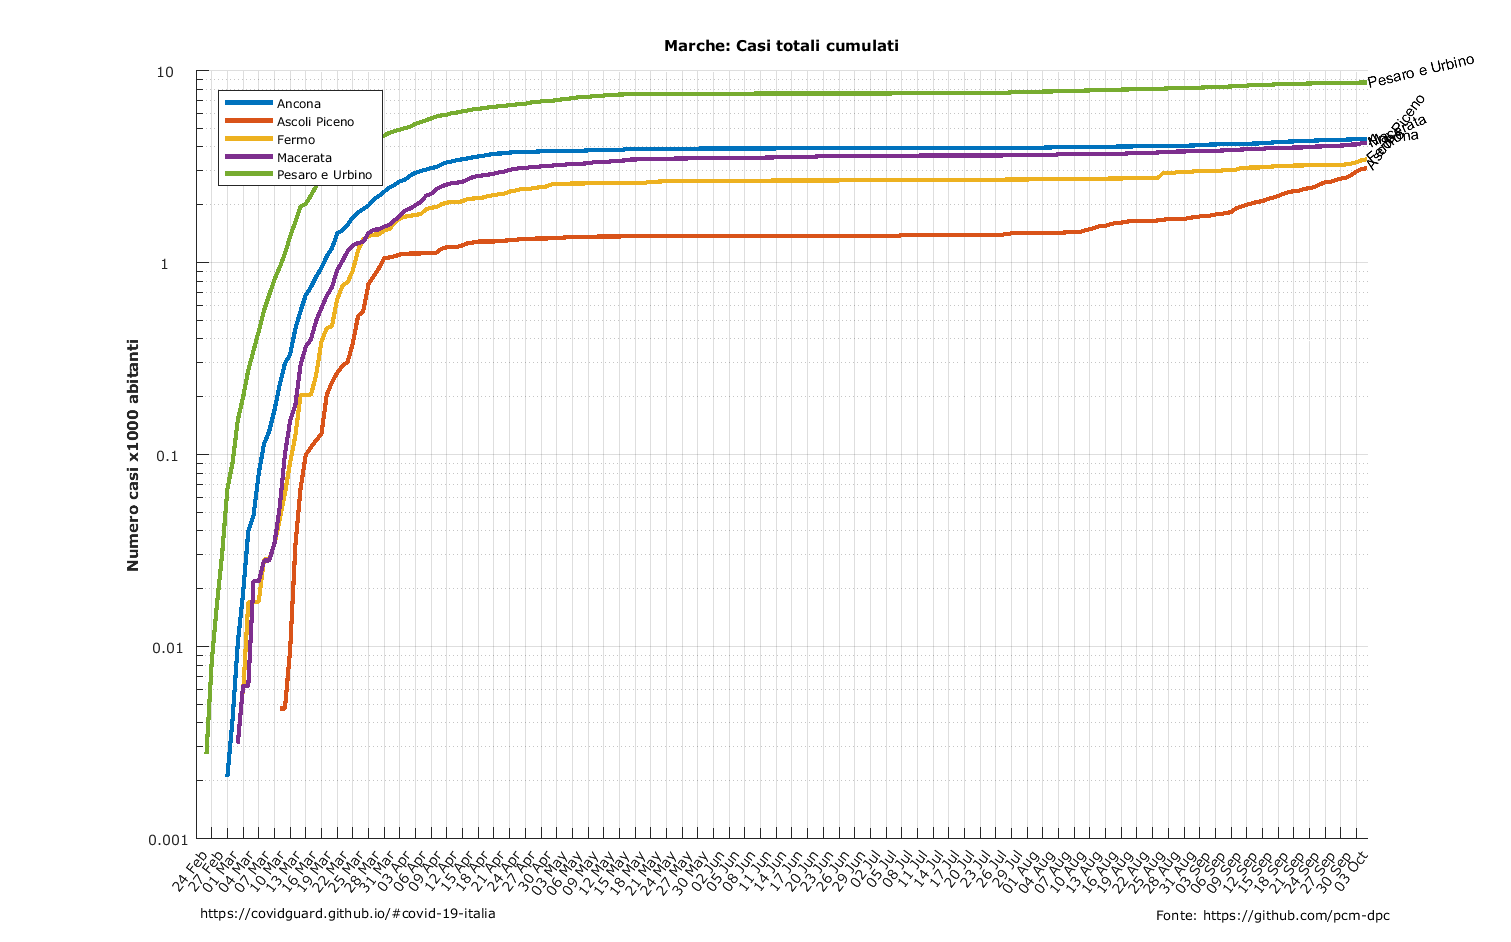 Marche: Casi totali cumulati
10
1
0.1
0.01
0.001
Numero casi x1000 abitanti
Ancona
Ascoli Piceno
Fermo
Macerata
Pesaro e Urbino
Pesaro e Urbino
Macerata
Ancona
Fermo
Ascoli Piceno
24 Feb
27 Feb
01 Mar
04 Mar
07 Mar
10 Mar
13 Mar
16 Mar
19 Mar
22 Mar
25 Mar
28 Mar
31 Mar
03 Apr
06 Apr
09 Apr
12 Apr
15 Apr
18 Apr
21 Apr
24 Apr
27 Apr
30 Apr
03 May
06 May
09 May
12 May
15 May
18 May
21 May
24 May
27 May
30 May
02 Jun
05 Jun
08 Jun
11 Jun
14 Jun
17 Jun
20 Jun
23 Jun
26 Jun
29 Jun
02 Jul
05 Jul
08 Jul
11 Jul
14 Jul
17 Jul
20 Jul
23 Jul
26 Jul
29 Jul
01 Aug
04 Aug
07 Aug
10 Aug
13 Aug
16 Aug
19 Aug
22 Aug
25 Aug
28 Aug
31 Aug
03 Sep
06 Sep
09 Sep
12 Sep
15 Sep
18 Sep
21 Sep
24 Sep
27 Sep
30 Sep
03 Oct
https://covidguard.github.io/#covid-19-italia
Fonte: https://github.com/pcm-dpc